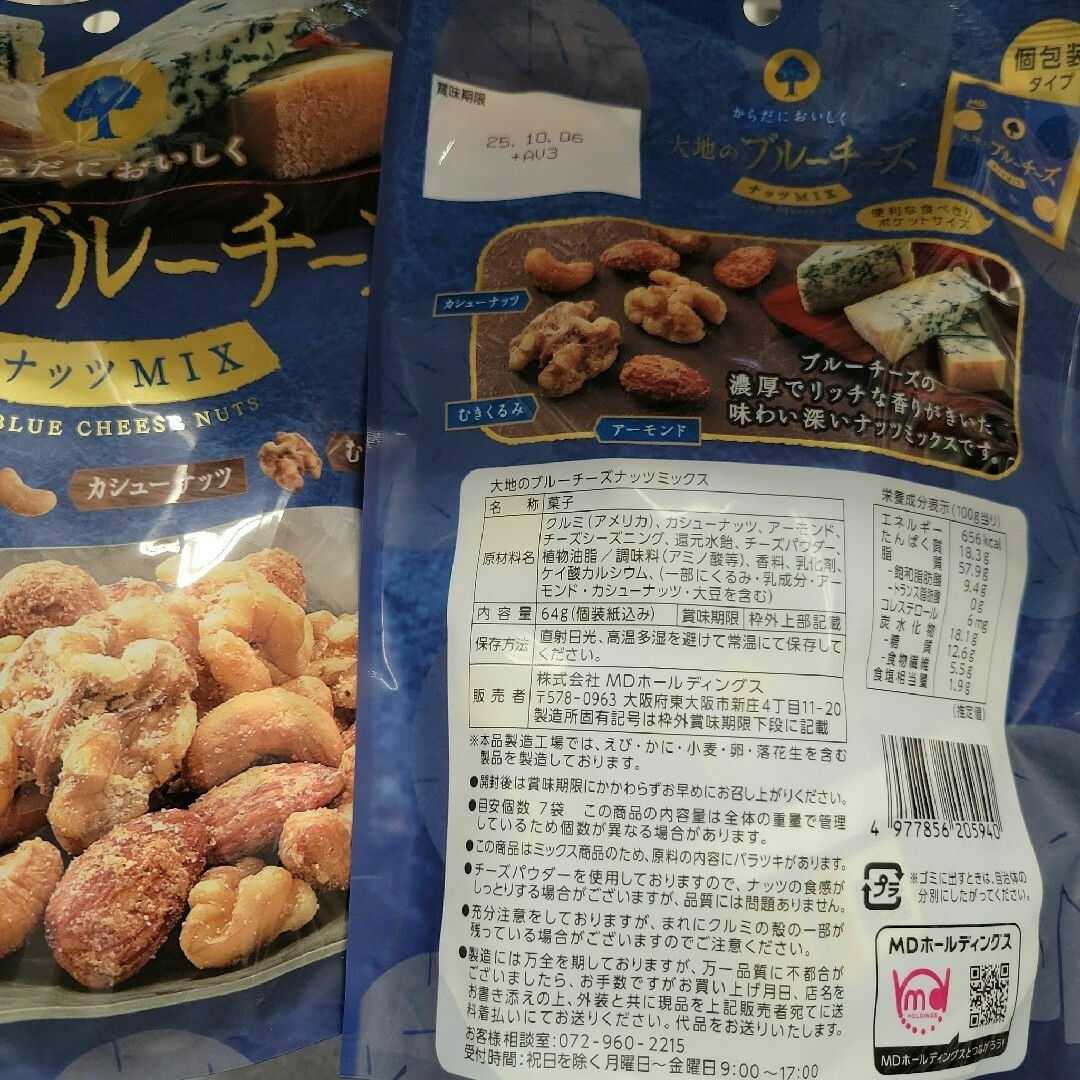 からだにおいしく
ブルーチー
ナッツMIX
BLUE CHEESE NUTS
カシューナッツ
む
賞味期限
25.10.06
+AV3
からだにおいしく
大地のブルーチーズ
ナッツMIX
個包装
タイプ
ブルーチーズ
便利な食べきり
ポケットサイズ
カシューナッツ
むきくるみ
アーモンド
ブルーチーズの
濃厚でリッチな香りがきいた
味わい深いナッツミックスです。
大地のブルーチーズナッツミックス
名 称 菓子
原材料名 クルミ(アメリカ)、カシューナッツ、アーモンド、
チーズシーズニング、還元水飴、チーズパウダー、
植物油脂/調味料(アミノ酸等)、香料、乳化剤、
ケイ酸カルシウム、(一部にくるみ・乳成分・アー
モンド・カシューナッツ・大豆を含む)
内容量 64g(個装紙込み) 賞味期限 枠外上部記載
保存方法 直射日光、高温多湿を避けて常温にて保存して
ください。
販売者 株式会社 MDホールディングス
〒578-0963 大阪府東大阪市新庄4丁目11-20
製造所固有記号は枠外賞味期限下段に記載
※本品製造工場では、えび・かに・小麦・卵・落花生を含む
製品を製造しております。
●開封後は賞味期限にかかわらずお早めにお召し上がりください。
●目安個数 7袋 この商品の内容量は全体の重量で管理
しているため個数が異なる場合があります。
●この商品はミックス商品のため、原料の内容にバラツキがあります。
●チーズパウダーを使用しておりますので、ナッツの食感が
しっとりする場合がございますが、品質には問題ありません。
●充分注意をしておりますが、まれにクルミの殻の一部が
残っている場合がございますのでご注意ください。
●製造には万全を期しておりますが、万一品質に不都合が
ございましたら、お手数ですがお買い上げ月日、店名を
お書き添えの上、外装と共に現品を上記販売者宛てに送
料着払いにてお送りください。代品をお送りいたします。
お客様相談室:072-960-2215
受付時間:祝日を除く月曜日〜金曜日9:00〜17:00
栄養成分表示(100g当り)
エネルギー 656kcal
たんぱく質 18.3g
脂質 57.9g
-飽和脂肪酸 9.4g
-トランス脂肪酸 0g
コレステロール 6mg
炭水化物 18.1g
-糖質 12.6g
-食物繊維 5.5g
食塩相当量 1.9g
(推定値)
4 977856 205940
プラ
※ゴミに出すときは、自治体の
分別にしたがってください。
MDホールディングス
md
HOLDINGS
MDホールディングスとつながろう!